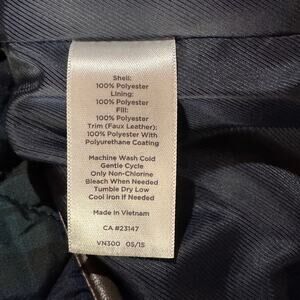 Shell:
100% Polyester
Lining:
100% Polyester
Fill:
100% Polyester
Trim (Faux Leather):
100% Polyester With
Polyurethane Coating
Machine Wash Cold
Gentle Cycle
Only Non-Chlorine
Bleach When Needed
Tumble Dry Low
Cool Iron If Needed
Made in Vietnam
CA #23147
VN300 05/15